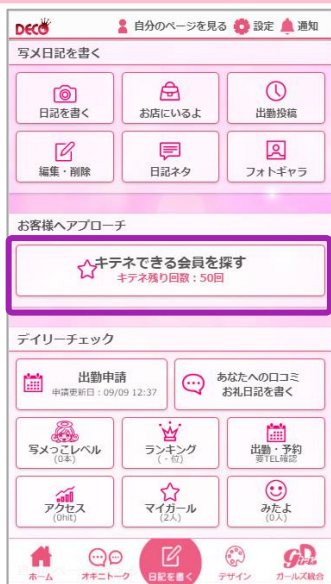 DECO
自分のページを見る 設定 通知
写メ日記を書く
日記を書く お店にいるよ 出勤投稿
編集・削除 日記ネタ フォトギャラ
お客様へアプローチ
キテネできる会員を探す
キテネ残り回数:50回
デイリーチェック
出勤申請
申請更新日:09/09 12:37
あなたへの口コミ
お礼日記を書く
写メっこレベル ランキング 出勤・予約
(0本) (-位) 要TEL確認
アクセス マイガール みたよ
(0hit) (2人) (0人)
Girls
ホーム オキニトーク 日記を書く デザイン ガールズ統合